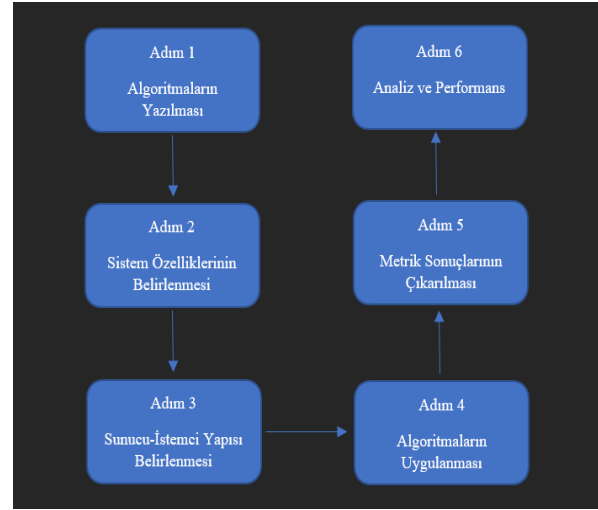 Adım 1
Algoritmaların
Yazılması
Adım 2
Sistem Özelliklerinin
Belirlenmesi
Adım 3
Sunucu-İstemci Yapısı
Belirlenmesi
Adım 4
Algoritmaların
Uygulanması
Adım 5
Metrik Sonuçlarının
Çıkarılması
Adım 6
Analiz ve Performans